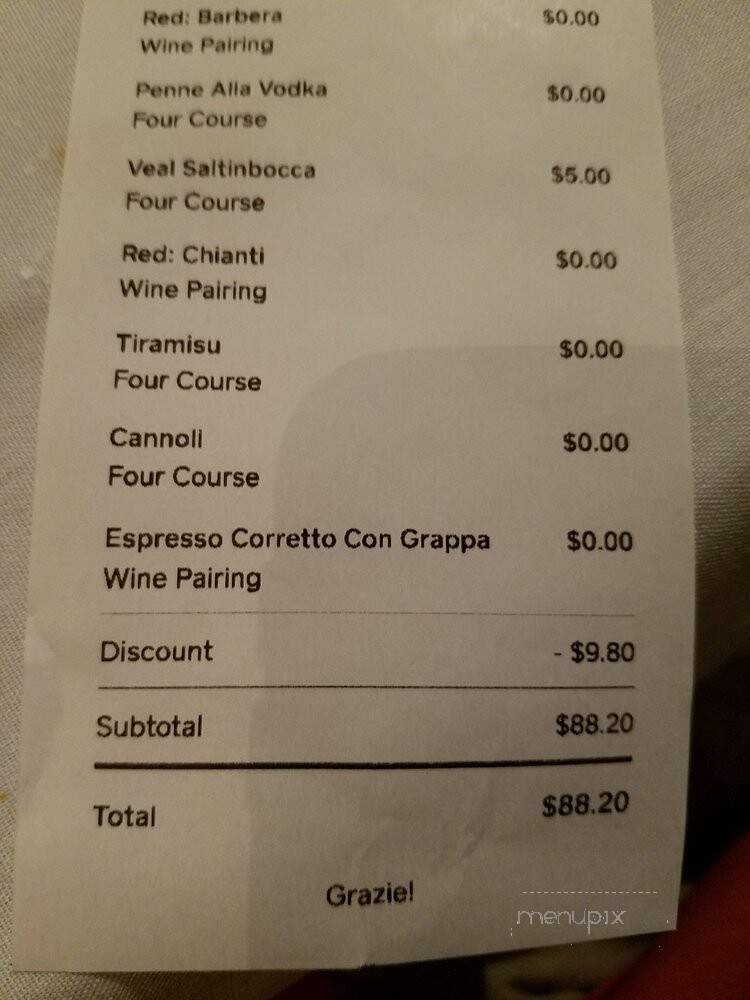 Red: Barbera $0.00
Wine Pairing
Penne Alla Vodka $0.00
Four Course
Veal Saltinbocca $5.00
Four Course
Red: Chianti $0.00
Wine Pairing
Tiramisu $0.00
Four Course
Cannoli $0.00
Four Course
Espresso Corretto Con Grappa $0.00
Wine Pairing
Discount - $9.80
Subtotal $88.20
Total $88.20
Grazie!
menupix